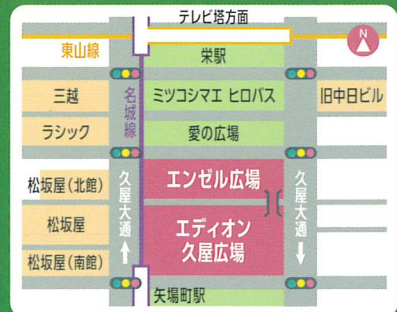 テレビ塔方面
N
東山線
栄駅
三越
名城線
ミツコシマエ ヒロバス
旧中日ビル
ラシック
愛の広場
松坂屋(北館)
久屋大通
エンゼル広場
久屋大通
松坂屋
エディオン
久屋広場
松坂屋(南館)
矢場町駅